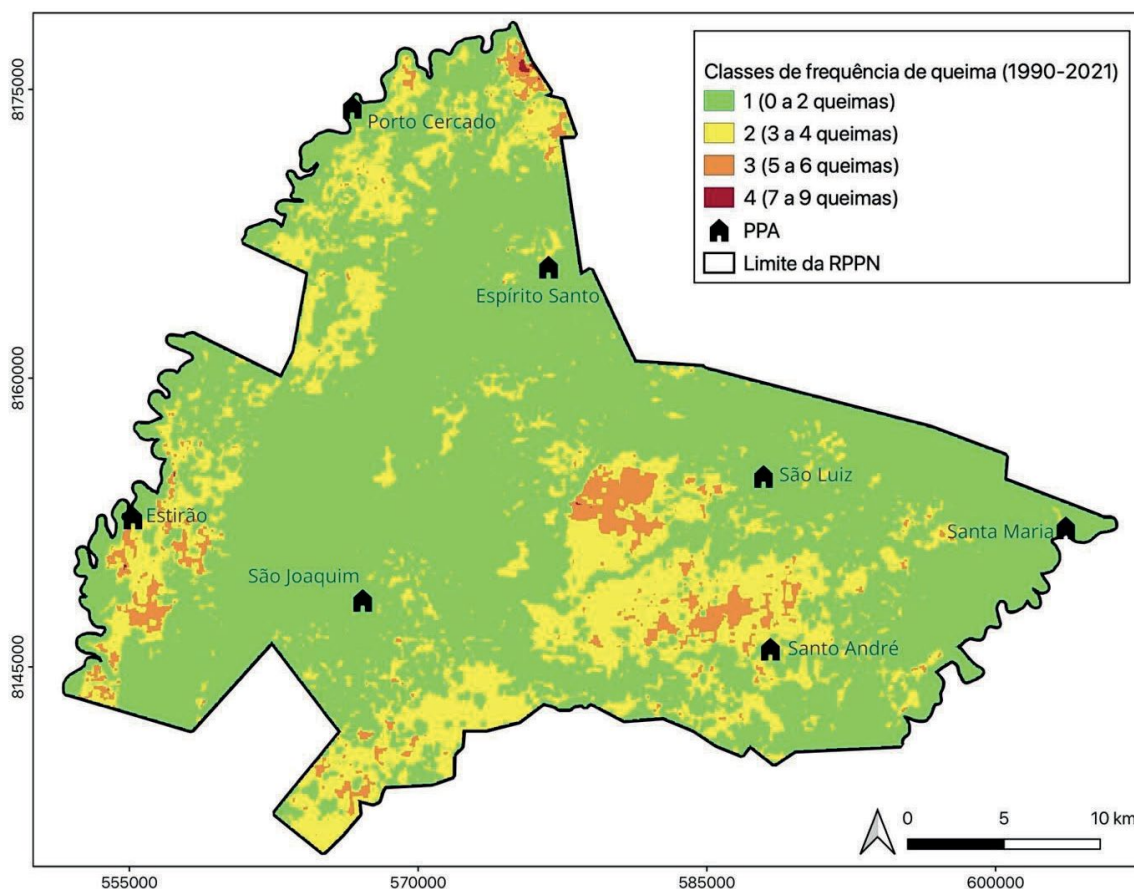 Classes de frequência de queima (1990-2021)
1 (0 a 2 queimas)
2 (3 a 4 queimas)
3 (5 a 6 queimas)
4 (7 a 9 queimas)
PPA
Limite da RPPN
Porto Cercado
Espírito Santo
São Luiz
Estirão
Santa Maria
São Joaquim
Santo André
8175000
8160000
8145000
0 5 10 km
555000 570000 585000 600000